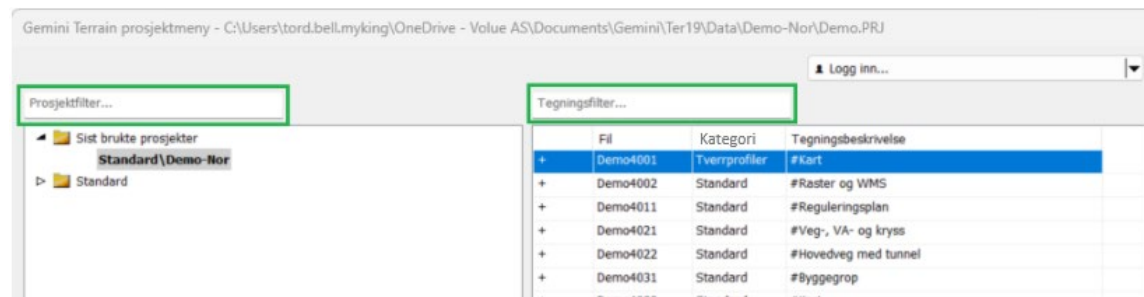 Gemini Terrain prosjektmeny - C:\Users\tord.bell.myking\OneDrive - Volue AS\Documents\Gemini\Ter19\Data\Demo-Nor\Demo.PRJ
Logg inn...
Prosjektfilter...
Tegningsfilter...
Sist brukte prosjekter
Standard\Demo-Nor
Standard
Fil Kategori Tegningsbeskrivelse
+ Demo4001 Tverrprofiler #Kart
+ Demo4002 Standard #Raster og WMS
+ Demo4011 Standard #Reguleringsplan
+ Demo4021 Standard #Veg-, VA- og kryss
+ Demo4022 Standard #Hovedveg med tunnel
+ Demo4031 Standard #Byggegrop